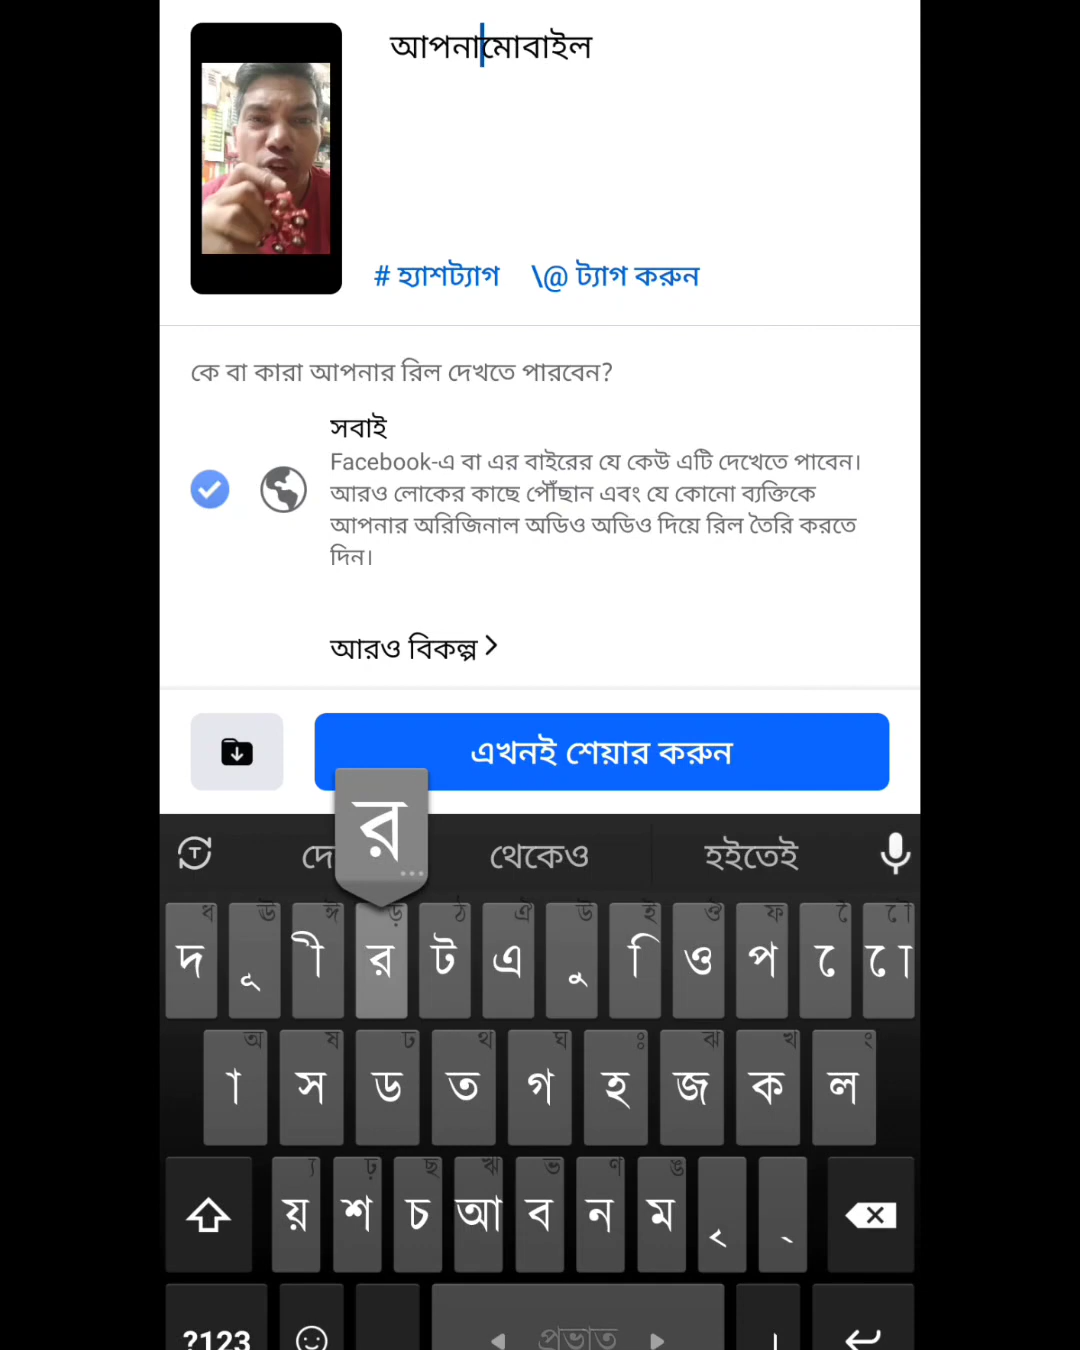 আপনামোবাইল
# হ্যাশট্যাগ \@ ট্যাগ করুন
কে বা কারা আপনার রিল দেখতে পারবেন?
সবাই
Facebook-এ বা এর বাইরের যে কেউ এটি দেখেতে পাবেন।
আরও লোকের কাছে পৌঁছান এবং যে কোনো ব্যক্তিকে
আপনার অরিজিনাল অডিও অডিও দিয়ে রিল তৈরি করতে
দিন।
আরও বিকল্প >
এখনই শেয়ার করুন
র
থেকেও হইতেই
ধ ঊ ঈ ড় ঠ ঐ উ ই ঔ ফ ৈ ৌ
দ ূ ী র ট এ ু ি ও প ে ো
অ ষ ঢ থ ঘ ঃ ঝ খ ং
া স ড ত গ হ জ ক ল
্য ঢ় ছ ঋ ভ ণ ঙ
য় শ চ আ ব ন ম ৃ ্
?123 প্রভাত ।